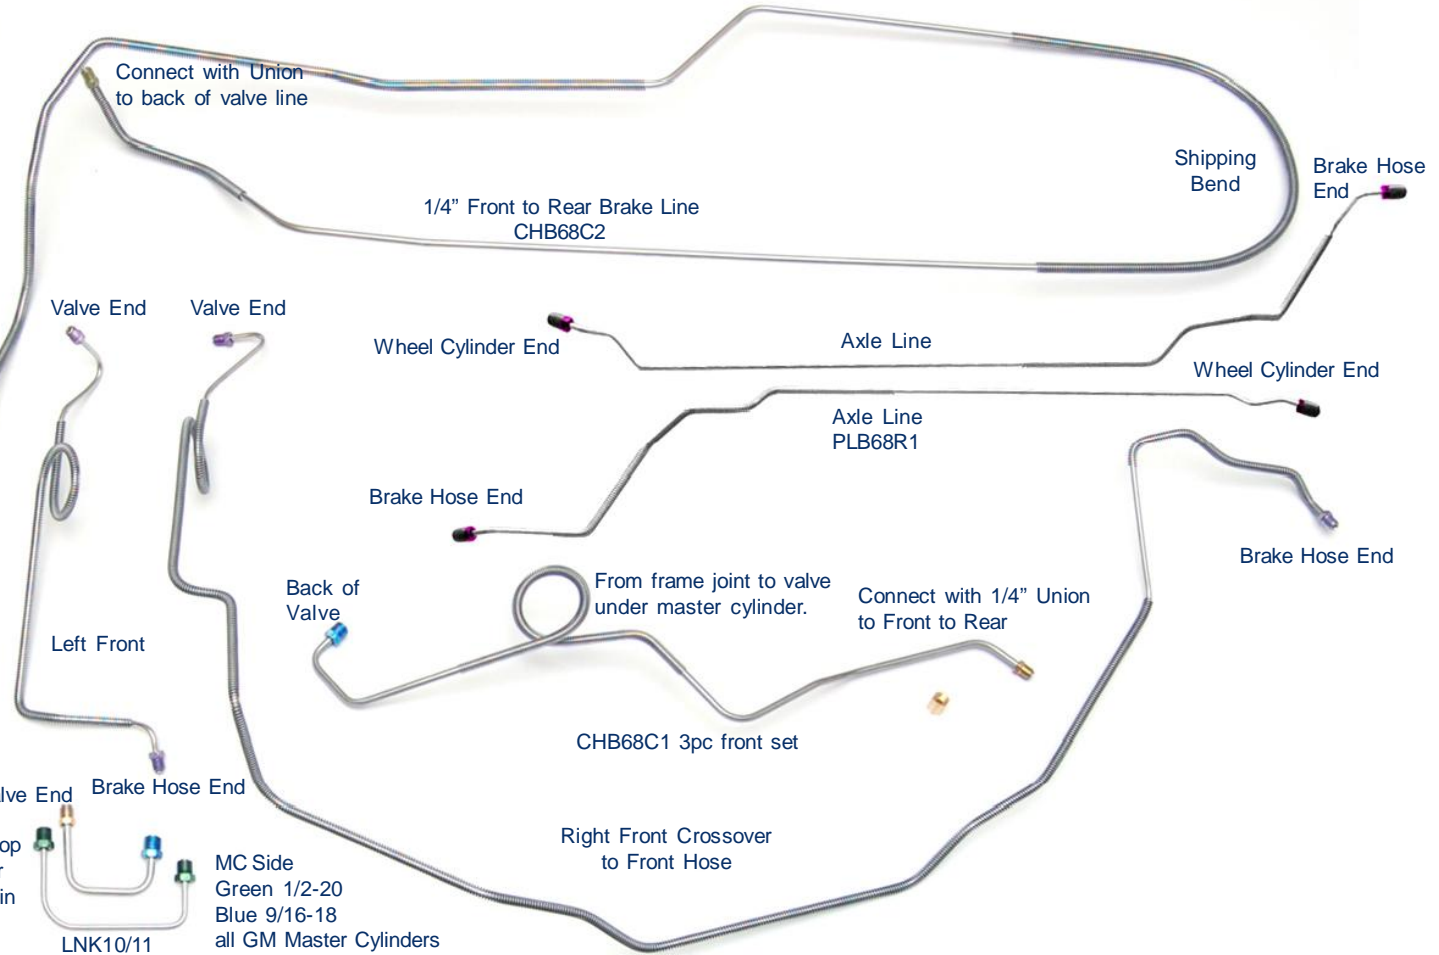 Connect with Union
to back of valve line
Shipping
Bend
Brake Hose
End
1/4” Front to Rear Brake Line
CHB68C2
Valve End
Valve End
Wheel Cylinder End
Axle Line
Wheel Cylinder End
Axle Line
PLB68R1
Brake Hose End
Brake Hose End
Back of
Valve
From frame joint to valve
under master cylinder.
Connect with 1/4” Union
to Front to Rear
Left Front
CHB68C1 3pc front set
Brake Hose End
End
Right Front Crossover
to Front Hose
MC Side
Green 1/2-20
Blue 9/16-18
all GM Master Cylinders
LNK10/11